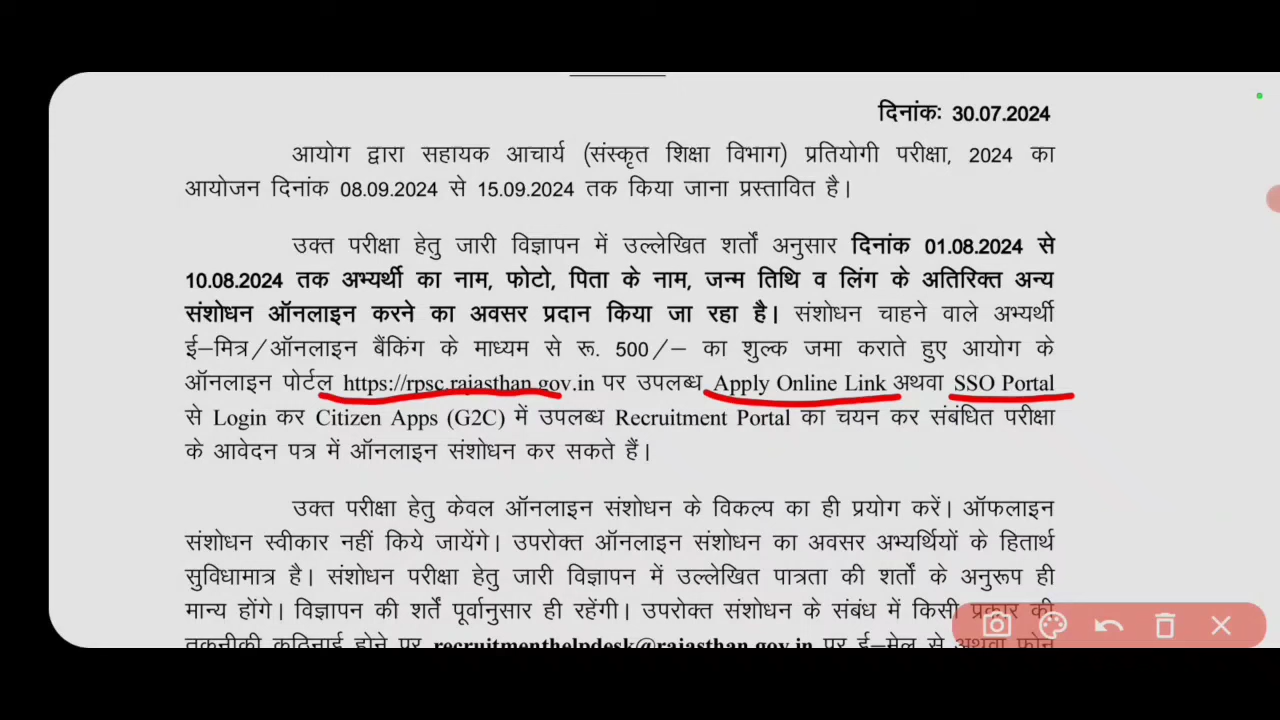 दिनांकः 30.07.2024
आयोग द्वारा सहायक आचार्य (संस्कृत शिक्षा विभाग) प्रतियोगी परीक्षा, 2024 का
आयोजन दिनांक 08.09.2024 से 15.09.2024 तक किया जाना प्रस्तावित है।
उक्त परीक्षा हेतु जारी विज्ञापन में उल्लेखित शर्तों अनुसार दिनांक 01.08.2024 से
10.08.2024 तक अभ्यर्थी का नाम, फोटो, पिता के नाम, जन्म तिथि व लिंग के अतिरिक्त अन्य
संशोधन ऑनलाइन करने का अवसर प्रदान किया जा रहा है। संशोधन चाहने वाले अभ्यर्थी
ई–मित्र/ऑनलाइन बैंकिंग के माध्यम से रू. 500/– का शुल्क जमा कराते हुए आयोग के
ऑनलाइन पोर्टल https://rpsc.rajasthan.gov.in पर उपलब्ध Apply Online Link अथवा SSO Portal
से Login कर Citizen Apps (G2C) में उपलब्ध Recruitment Portal का चयन कर संबंधित परीक्षा
के आवेदन पत्र में ऑनलाइन संशोधन कर सकते हैं।
उक्त परीक्षा हेतु केवल ऑनलाइन संशोधन के विकल्प का ही प्रयोग करें। ऑफलाइन
संशोधन स्वीकार नहीं किये जायेंगे। उपरोक्त ऑनलाइन संशोधन का अवसर अभ्यर्थियों के हितार्थ
सुविधामात्र है। संशोधन परीक्षा हेतु जारी विज्ञापन में उल्लेखित पात्रता की शर्तों के अनुरूप ही
मान्य होंगे। विज्ञापन की शर्तें पूर्वानुसार ही रहेंगी। उपरोक्त संशोधन के संबंध में किसी प्रकार की
तकनीकी कठिनाई होने पर recruitmenthelpdesk@rajasthan.gov.in पर ई–मेल से अथवा फोन